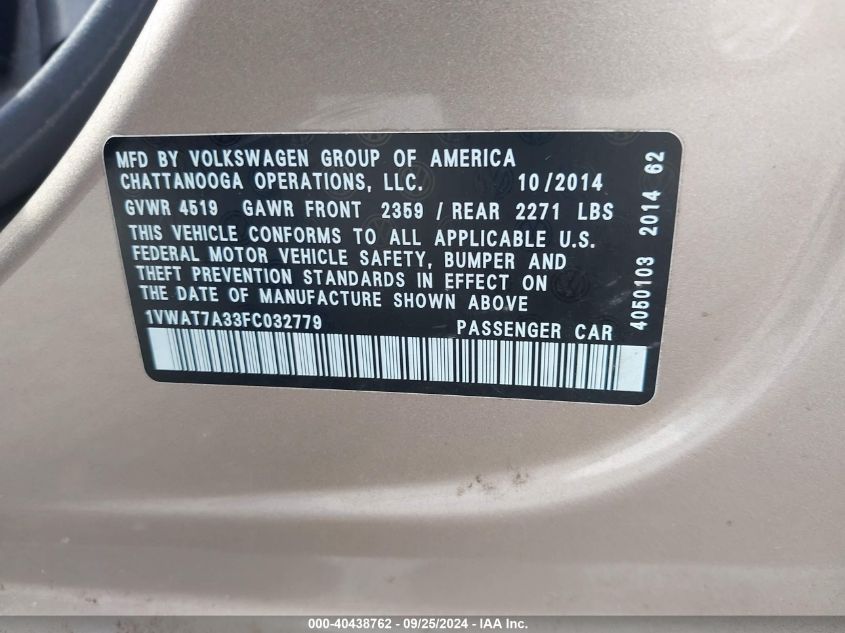 MFD BY VOLKSWAGEN GROUP OF AMERICA
CHATTANOOGA OPERATIONS, LLC. 10/2014
GVWR 4519 GAWR FRONT 2359 / REAR 2271 LBS
THIS VEHICLE CONFORMS TO ALL APPLICABLE U.S.
FEDERAL MOTOR VEHICLE SAFETY, BUMPER AND
THEFT PREVENTION STANDARDS IN EFFECT ON
THE DATE OF MANUFACTURE SHOWN ABOVE
1VWAT7A33FC032779 PASSENGER CAR
4050103 2014 62
000-40438762 - 09/25/2024 - IAA Inc.